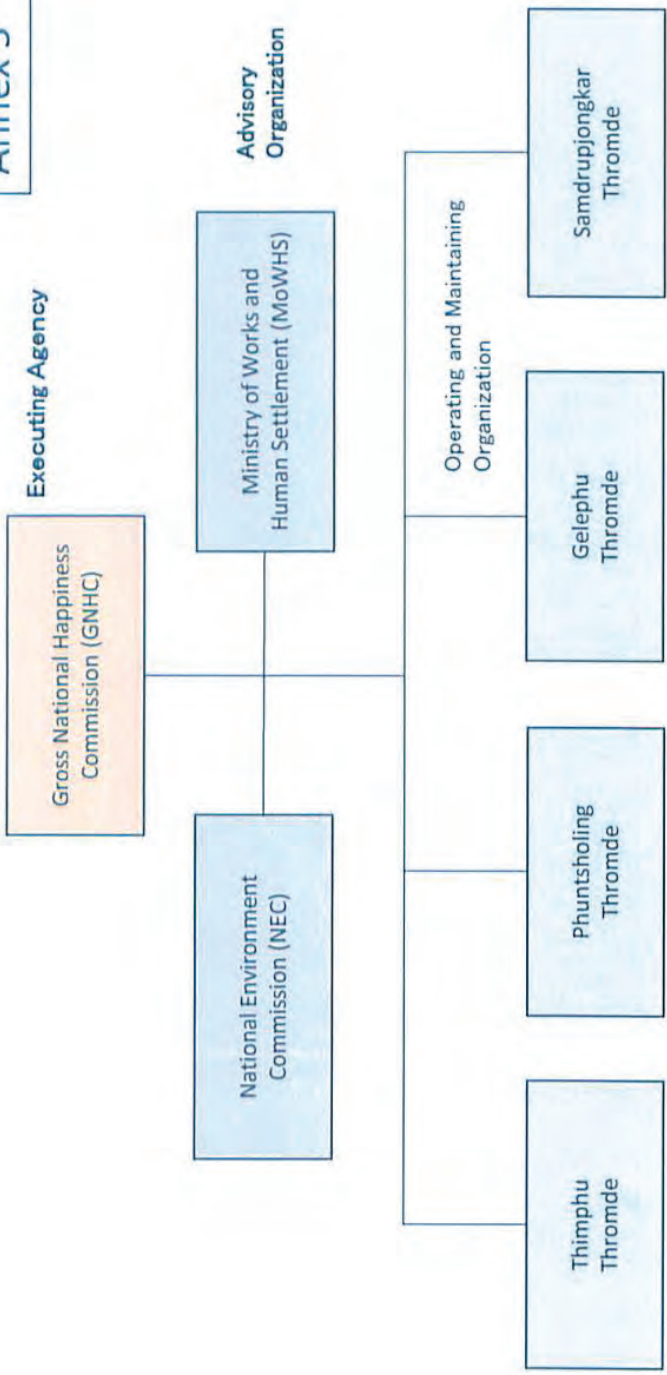 Annex
Executing Agency
Gross National Happiness
Commission (GNHC)
Advisory
Organization
National Environment
Commission (NEC)
Ministry of Works and
Human Settlement (MoWHS)
Operating and Maintaining
Organization
Thimphu
Thromde
Phuntsholing
Thromde
Gelephu
Thromde
Samdrupjongkar
Thromde